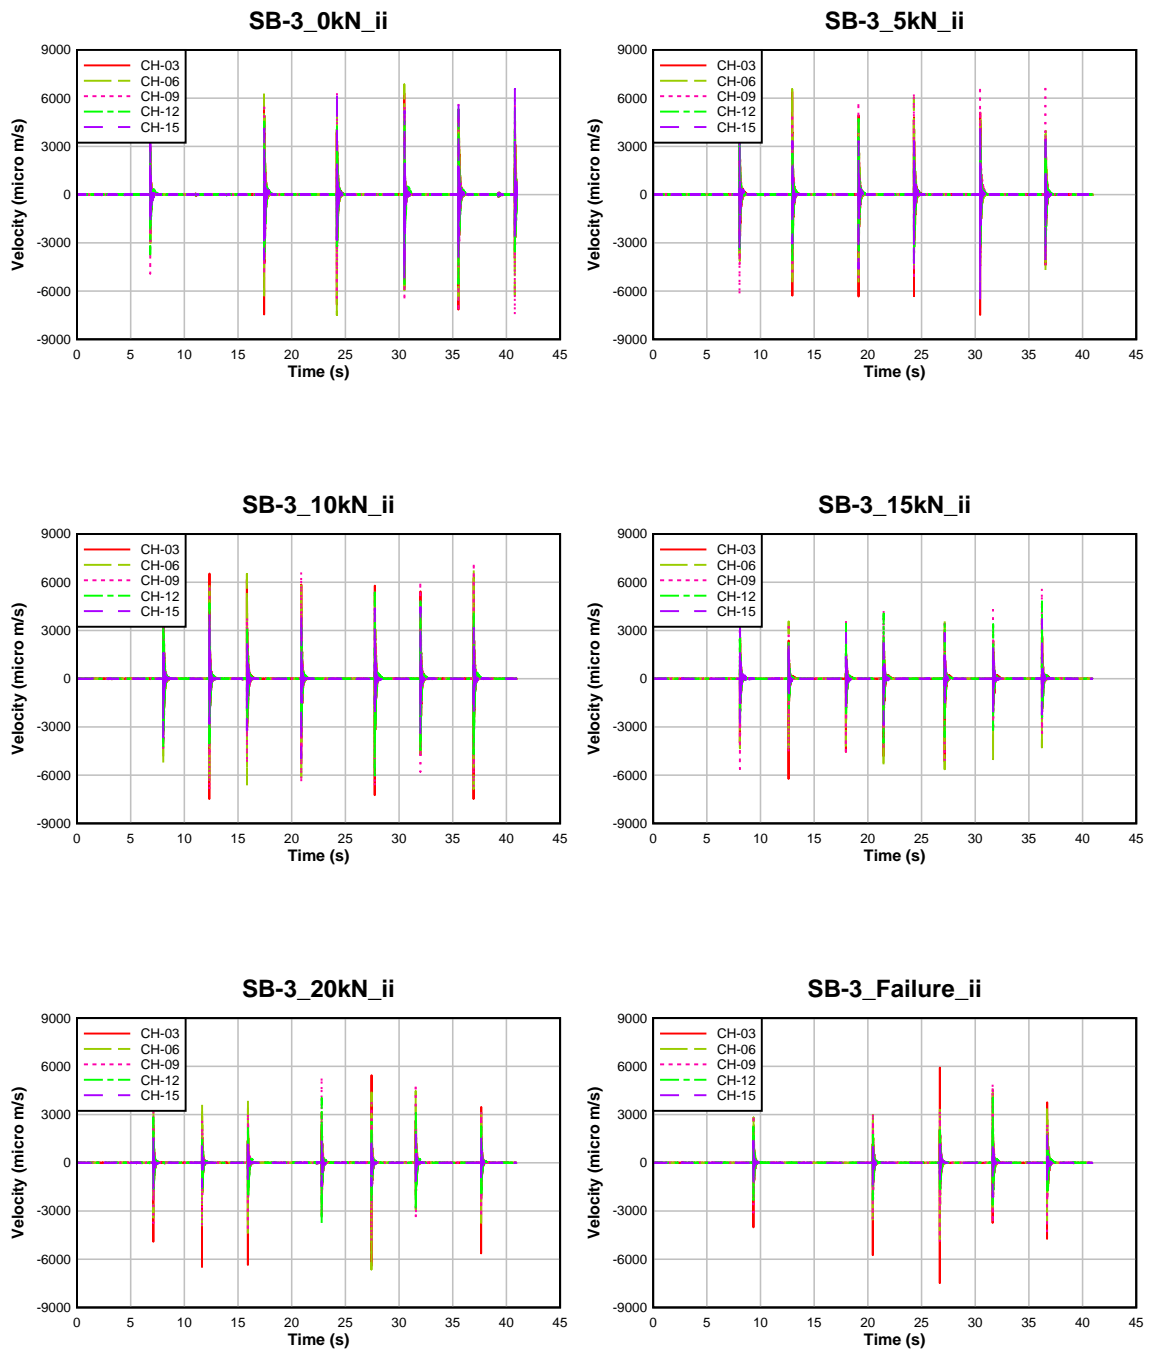 SB-3_0kN_ii
9000
6000
3000
0
-3000
-6000
-9000
Velocity (micro m/s)
CH-03
CH-06
CH-09
CH-12
CH-15
0 5 10 15 20 25 30 35 40 45
Time (s)
SB-3_5kN_ii
9000
6000
3000
0
-3000
-6000
-9000
Velocity (micro m/s)
CH-03
CH-06
CH-09
CH-12
CH-15
0 5 10 15 20 25 30 35 40 45
Time (s)
SB-3_10kN_ii
9000
6000
3000
0
-3000
-6000
-9000
Velocity (micro m/s)
CH-03
CH-06
CH-09
CH-12
CH-15
0 5 10 15 20 25 30 35 40 45
Time (s)
SB-3_15kN_ii
9000
6000
3000
0
-3000
-6000
-9000
Velocity (micro m/s)
CH-03
CH-06
CH-09
CH-12
CH-15
0 5 10 15 20 25 30 35 40 45
Time (s)
SB-3_20kN_ii
9000
6000
3000
0
-3000
-6000
-9000
Velocity (micro m/s)
CH-03
CH-06
CH-09
CH-12
CH-15
0 5 10 15 20 25 30 35 40 45
Time (s)
SB-3_Failure_ii
9000
6000
3000
0
-3000
-6000
-9000
Velocity (micro m/s)
CH-03
CH-06
CH-09
CH-12
CH-15
0 5 10 15 20 25 30 35 40 45
Time (s)